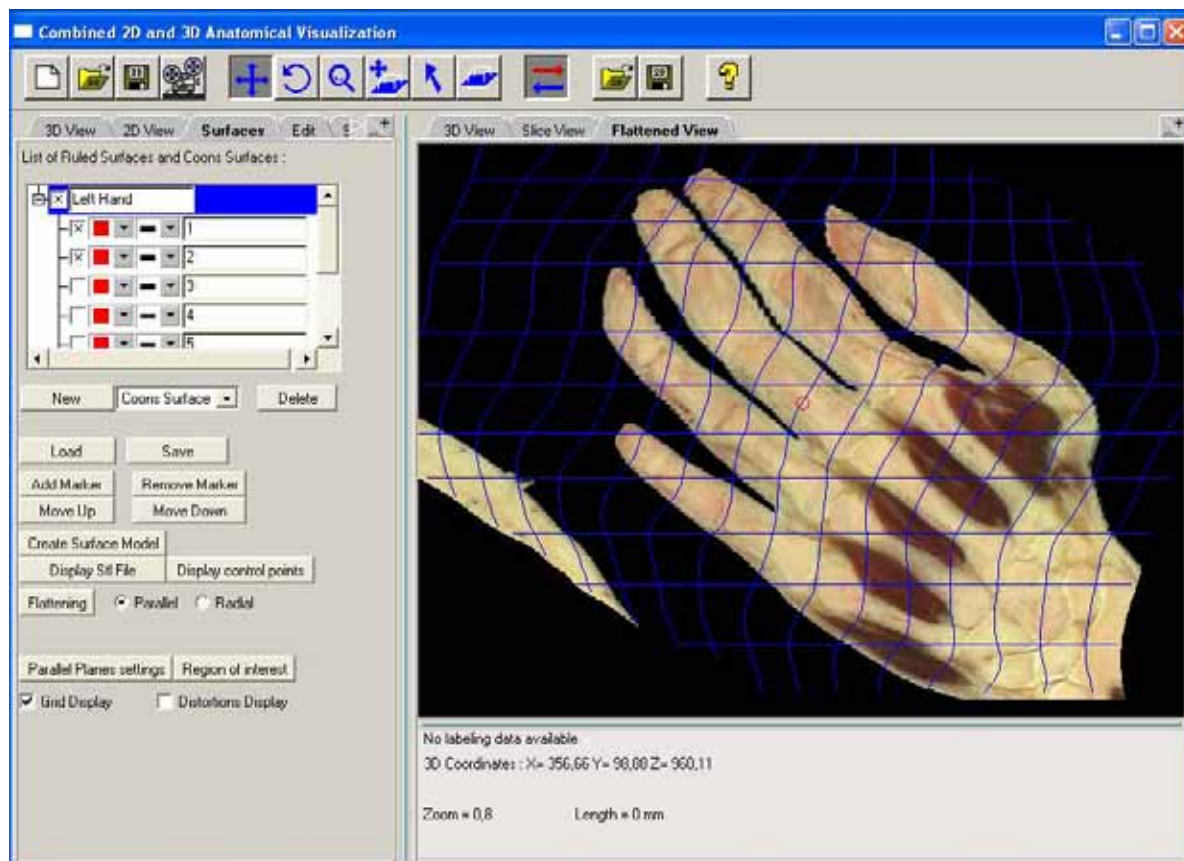 Combined 2D and 3D Anatomical Visualization
3D View 2D View Surfaces Edit S
List of Ruled Surfaces and Coons Surfaces :
Left Hand
1
2
3
4
5
New Coons Surface Delete
Load Save
Add Marker Remove Marker
Move Up Move Down
Create Surface Model
Display Stl File Display control points
Flattening Parallel Radial
Parallel Planes settings Region of interest
Grid Display Distortions Display
3D View Slice View Flattened View
No labeling data available
3D Coordinates : X= 356,66 Y= 98,88 Z= 960,11
Zoom = 0,8 Length = 0 mm